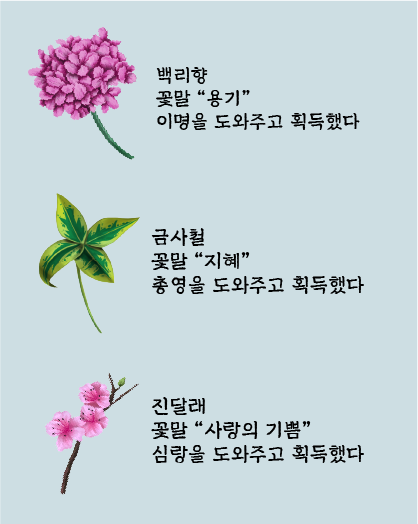 백리향
꽃말 “용기”
이명을 도와주고 획득했다
금사철
꽃말 “지혜”
충영을 도와주고 획득했다
진달래
꽃말 “사랑의 기쁨”
심랑을 도와주고 획득했다